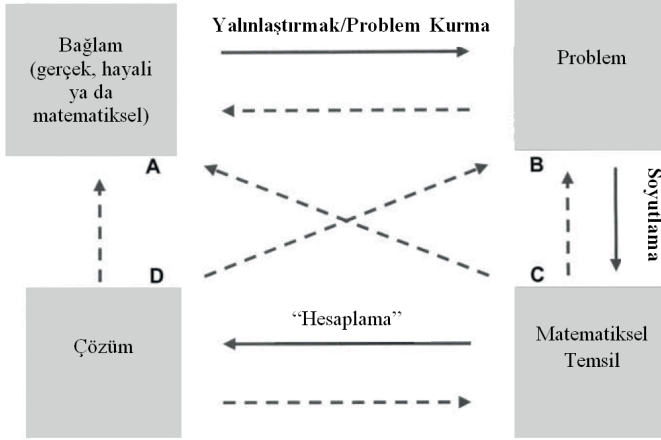 Yalınlaştırmak/Problem Kurma
Bağlam
(gerçek, hayali
ya da
matematiksel)
Problem
A
B
Soyutlama
D
C
Çözüm
“Hesaplama”
Matematiksel
Temsil